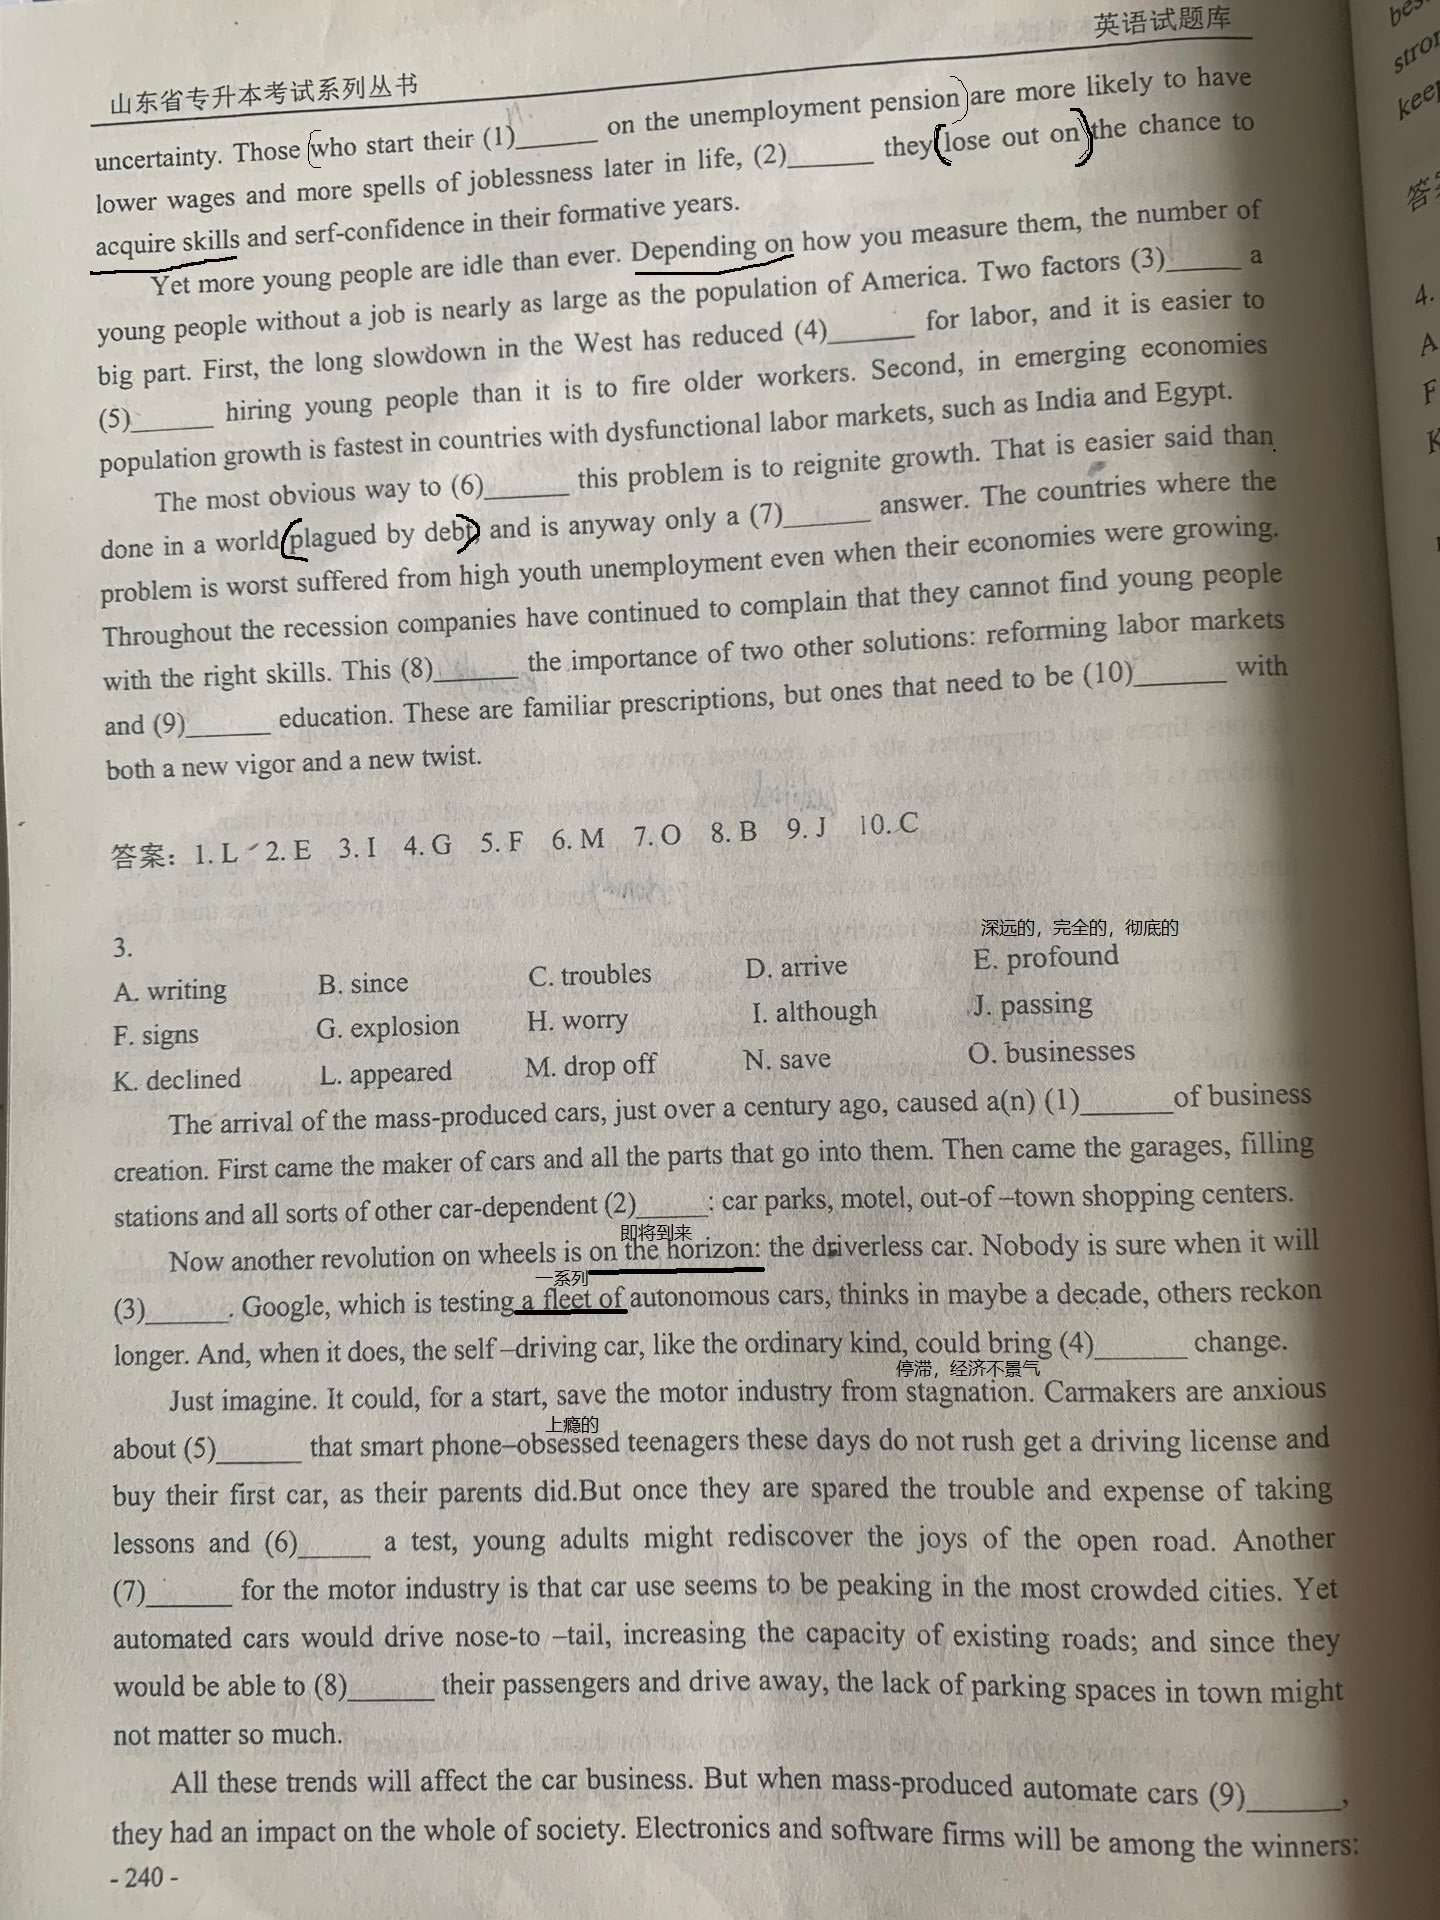 英语试题库
山东省专升本考试系列丛书
uncertainty. Those who start their (1)______ on the unemployment pension are more likely to have
lower wages and more spells of joblessness later in life, (2)______ they lose out on the chance to
acquire skills and serf-confidence in their formative years.
Yet more young people are idle than ever. Depending on how you measure them, the number of
young people without a job is nearly as large as the population of America. Two factors (3)______ a
big part. First, the long slowdown in the West has reduced (4)______ for labor, and it is easier to
(5)______ hiring young people than it is to fire older workers. Second, in emerging economies
population growth is fastest in countries with dysfunctional labor markets, such as India and Egypt.
The most obvious way to (6)______ this problem is to reignite growth. That is easier said than
done in a world plagued by debt, and is anyway only a (7)______ answer. The countries where the
problem is worst suffered from high youth unemployment even when their economies were growing.
Throughout the recession companies have continued to complain that they cannot find young people
with the right skills. This (8)______ the importance of two other solutions: reforming labor markets
and (9)______ education. These are familiar prescriptions, but ones that need to be (10)______ with
both a new vigor and a new twist.
答案：1. L 2. E 3. I 4. G 5. F 6. M 7. O 8. B 9. J 10. C
3.
深远的，完全的，彻底的
A. writing B. since C. troubles D. arrive E. profound
F. signs G. explosion H. worry I. although J. passing
K. declined L. appeared M. drop off N. save O. businesses
The arrival of the mass-produced cars, just over a century ago, caused a(n) (1)______of business
creation. First came the maker of cars and all the parts that go into them. Then came the garages, filling
stations and all sorts of other car-dependent (2)_____: car parks, motel, out-of –town shopping centers.
即将到来
Now another revolution on wheels is on the horizon: the driverless car. Nobody is sure when it will
一系列
(3)______. Google, which is testing a fleet of autonomous cars, thinks in maybe a decade, others reckon
longer. And, when it does, the self –driving car, like the ordinary kind, could bring (4)______ change.
停滞，经济不景气
Just imagine. It could, for a start, save the motor industry from stagnation. Carmakers are anxious
上瘾的
about (5)______ that smart phone–obsessed teenagers these days do not rush get a driving license and
buy their first car, as their parents did.But once they are spared the trouble and expense of taking
lessons and (6)_____ a test, young adults might rediscover the joys of the open road. Another
(7)______ for the motor industry is that car use seems to be peaking in the most crowded cities. Yet
automated cars would drive nose-to –tail, increasing the capacity of existing roads; and since they
would be able to (8)______ their passengers and drive away, the lack of parking spaces in town might
not matter so much.
All these trends will affect the car business. But when mass-produced automate cars (9)______,
they had an impact on the whole of society. Electronics and software firms will be among the winners:
- 240 -
答
4.
A
F
K